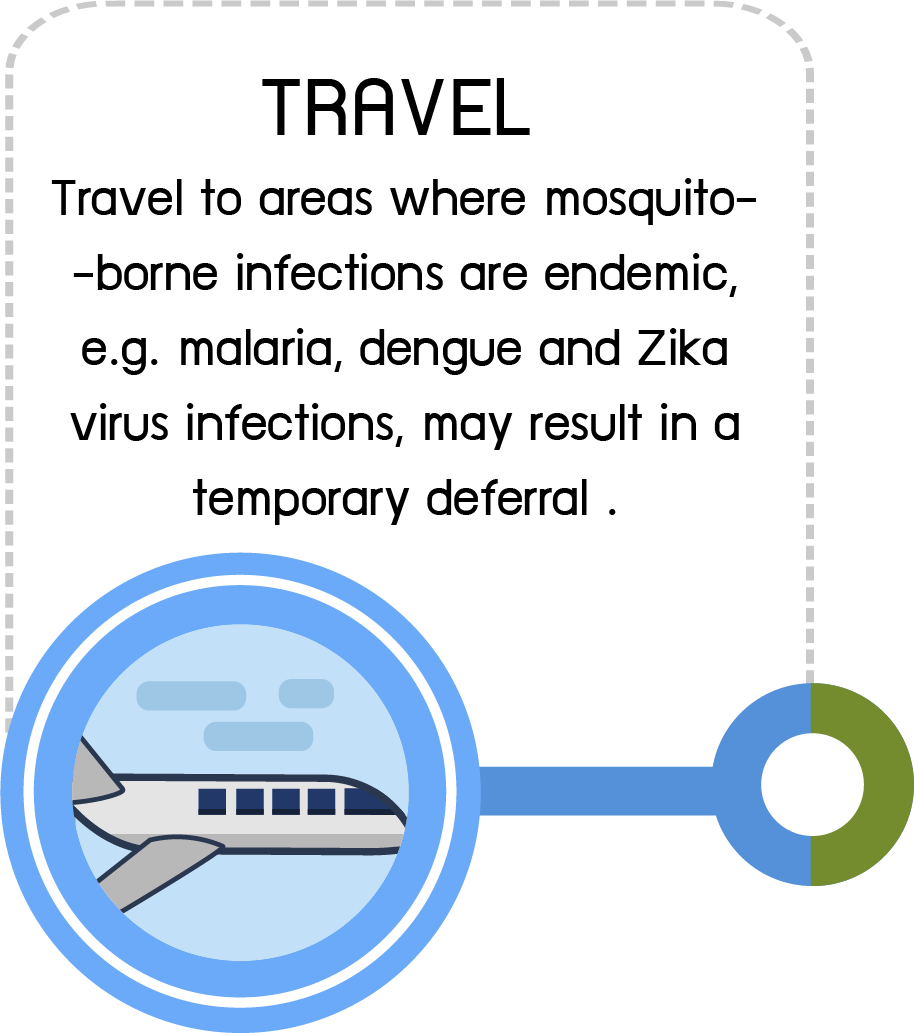 TRAVEL
Travel to areas where mosquito-
-borne infections are endemic,
e.g. malaria, dengue and Zika
virus infections, may result in a
temporary deferral .